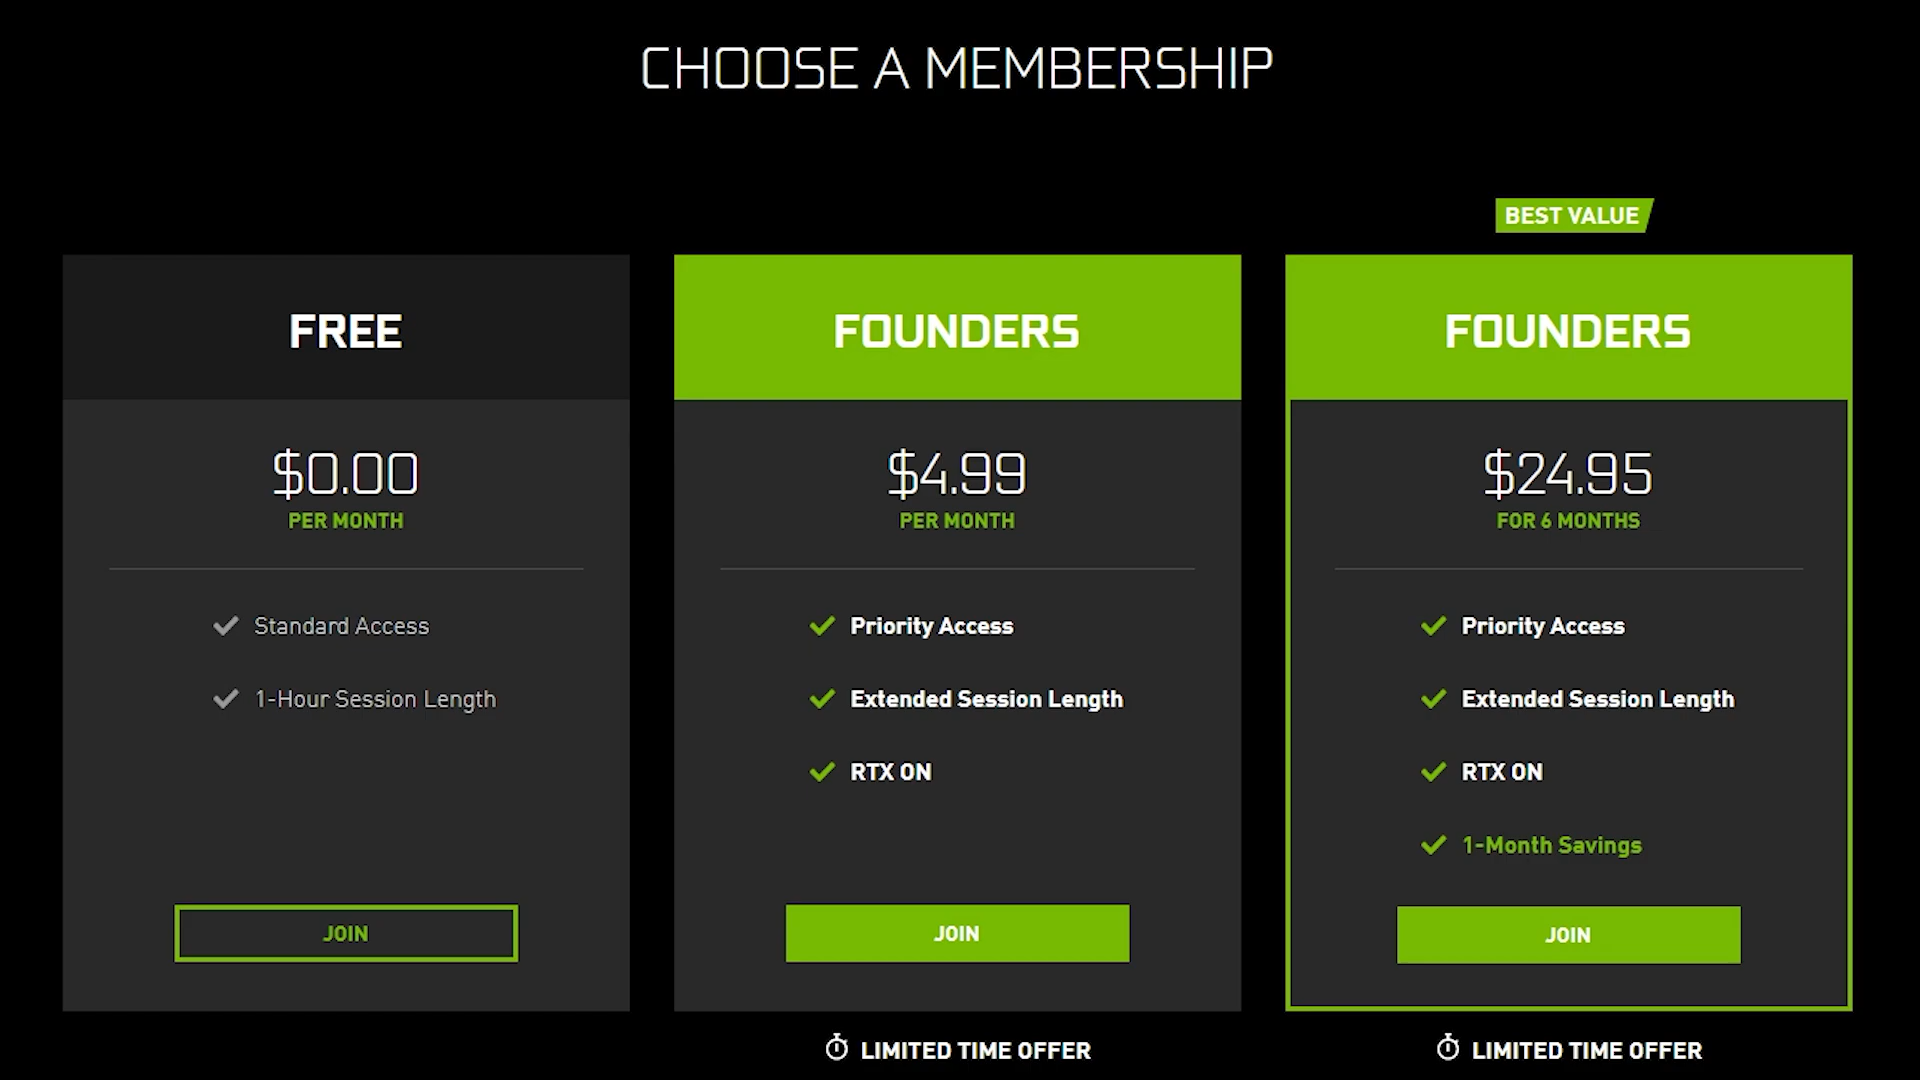 CHOOSE A MEMBERSHIP
FREE
$0.00
PER MONTH
Standard Access
1-Hour Session Length
JOIN
FOUNDERS
$4.99
PER MONTH
Priority Access
Extended Session Length
RTX ON
JOIN
LIMITED TIME OFFER
BEST VALUE
FOUNDERS
$24.95
FOR 6 MONTHS
Priority Access
Extended Session Length
RTX ON
1-Month Savings
JOIN
LIMITED TIME OFFER